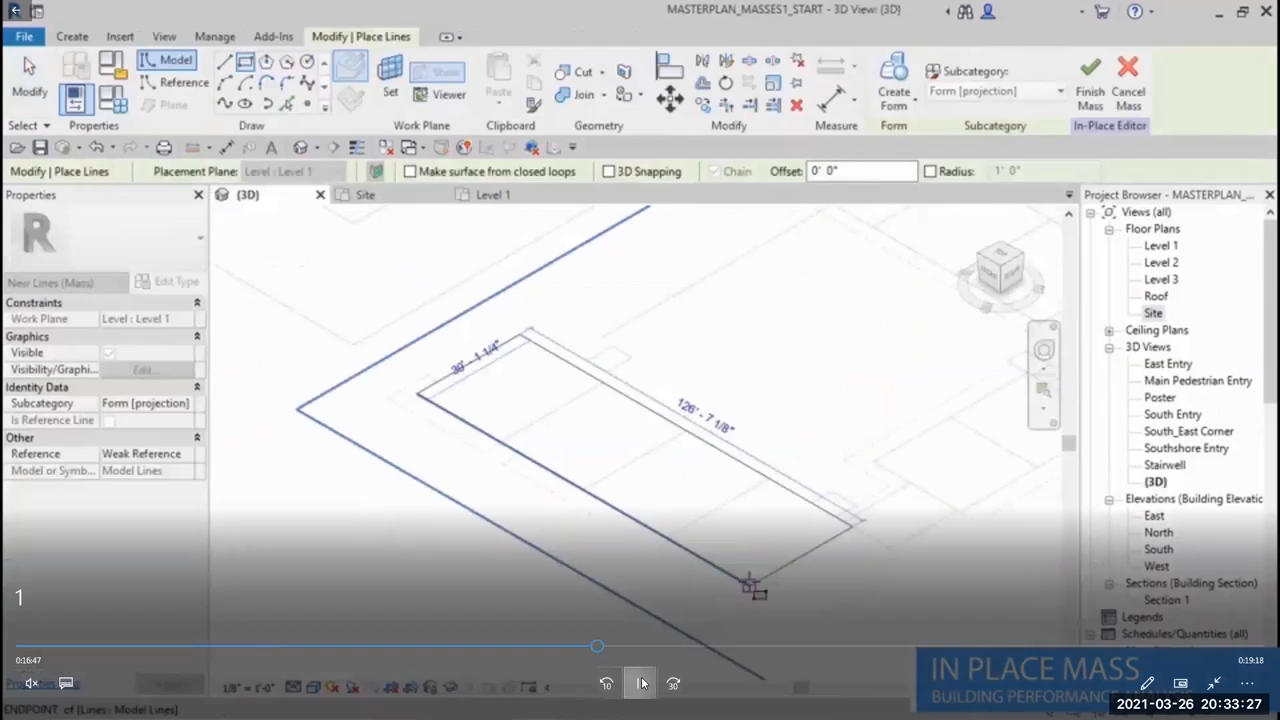 MASTERPLAN_MASSES1_START - 3D View: {3D}
File Create Insert View Manage Add-Ins Modify | Place Lines
Modify
Model
Reference
Plane
Set
Show
Viewer
Paste
Cut
Join
Create Form
Subcategory:
Form [projection]
Finish Mass
Cancel Mass
Select Properties Draw Work Plane Clipboard Geometry Modify Measure Form Subcategory In-Place Editor
Modify | Place Lines Placement Plane: Level : Level 1 Make surface from closed loops 3D Snapping Chain Offset: 0' 0" Radius: 1' 0"
Properties
{3D}
Site
Level 1
Project Browser - MASTERPLAN_...
New Lines (Mass) Edit Type
Constraints
Work Plane Level : Level 1
Graphics
Visible
Visibility/Graphi... Edit...
Identity Data
Subcategory Form [projection]
Is Reference Line
Other
Reference Weak Reference
Model or Symb... Model Lines
126' - 7 1/8"
Views (all)
Floor Plans
Level 1
Level 2
Level 3
Roof
Site
Ceiling Plans
3D Views
East Entry
Main Pedestrian Entry
Poster
South Entry
South_East Corner
Southshore Entry
Stairwell
{3D}
Elevations (Building Elevatic
East
North
South
West
Sections (Building Section)
Section 1
Legends
Schedules/Quantities (all)
1
0:16:47
0:19:18
10
30
1/8" = 1'-0"
ENDPOINT of [Lines : Model Lines]
IN PLACE MASS
BUILDING PERFORMANCE ANALYSIS
2021-03-26 20:33:27